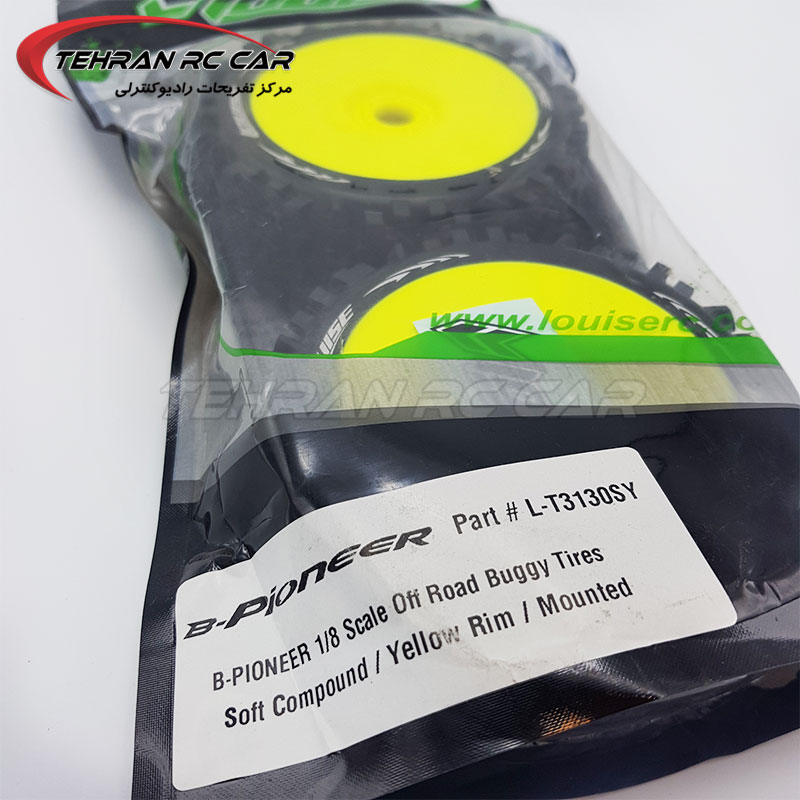 TEHRAN RC CAR
مرکز تفریحات رادیوکنترلی
www.louiserc.co
TEHRAN RC CAR
B-PIONEER Part # L-T3130SY
B-PIONEER 1/8 Scale Off Road Buggy Tires
Soft Compound / Yellow Rim / Mounted